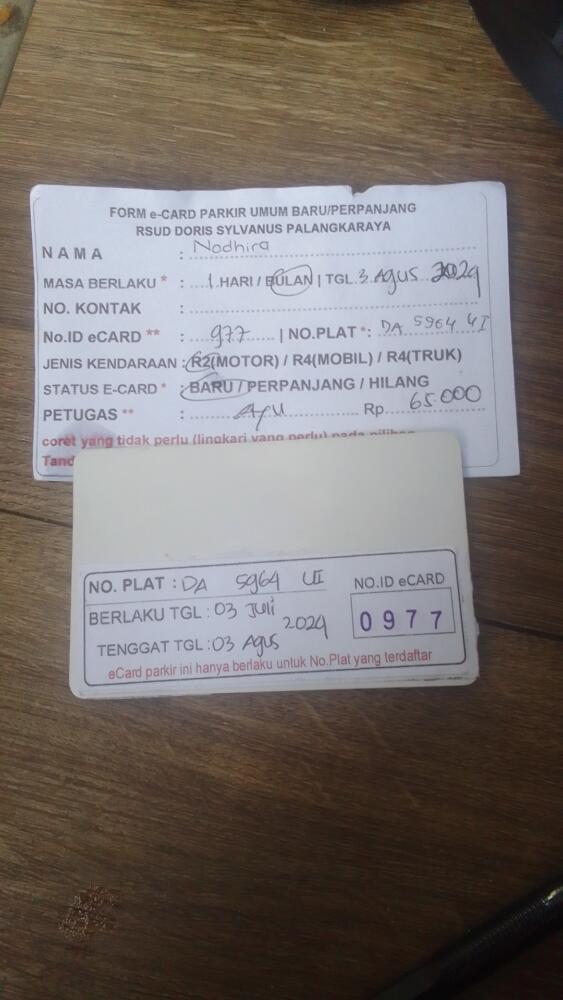 FORM e-CARD PARKIR UMUM BARU/PERPANJANG
RSUD DORIS SYLVANUS PALANGKARAYA
NAMA : Nadhira
MASA BERLAKU * : 1 HARI / BULAN | TGL. 3 Agus 2024
NO. KONTAK :
No.ID eCARD ** : 977 | NO.PLAT *: DA 5964 UI
JENIS KENDARAAN : R2(MOTOR) / R4(MOBIL) / R4(TRUK)
STATUS E-CARD * : BARU / PERPANJANG / HILANG
PETUGAS ** : Ayu Rp. 65.000
coret yang tidak perlu (lingkari yang perlu) pada
NO. PLAT : DA 5964 UI
NO.ID eCARD
BERLAKU TGL : 03 Juli
2024
0977
TENGGAT TGL : 03 Agus
eCard parkir ini hanya berlaku untuk No.Plat yang terdaftar